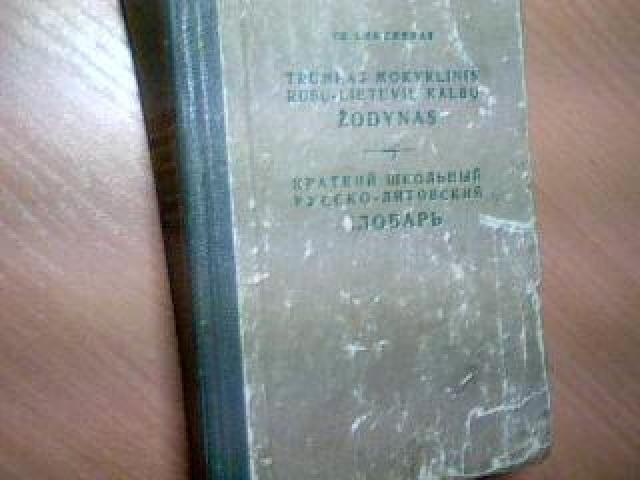 TRUMPAS MOKYKLINIS
RUSŲ-LIETUVIŲ KALBŲ
ŽODYNAS
КРАТКИЙ ШКОЛЬНЫЙ
РУССКО-ЛИТОВСКИЙ
СЛОВАРЬ